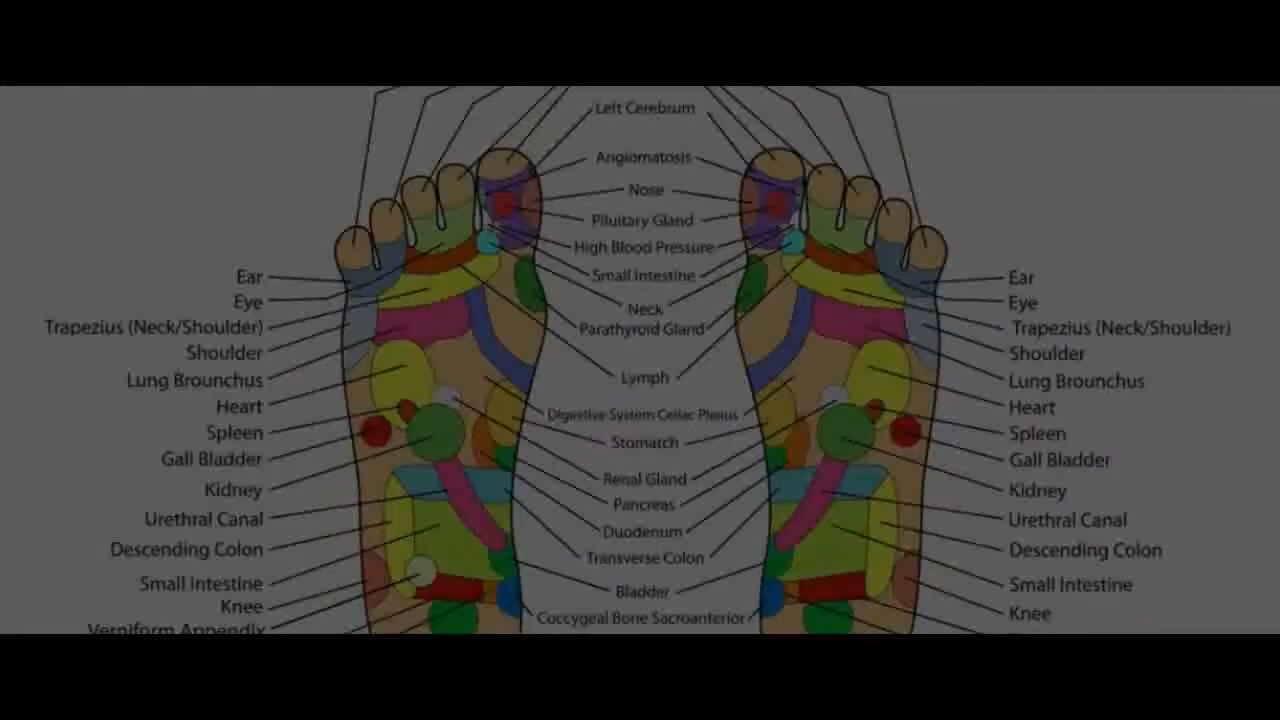 Left Cerebrum
Angiomatosis
Nose
Piluitary Gland
High Blood Pressure
Small Intestine
Neck
Parathyroid Gland
Lymph
Digestive System Celiac Plenus
Stomatch
Renal Gland
Pancreas
Duodenum
Transverse Colon
Bladder
Coccygeal Bone Sacroanterior
Ear
Eye
Trapezius (Neck/Shoulder)
Shoulder
Lung Brounchus
Heart
Spleen
Gall Bladder
Kidney
Urethral Canal
Descending Colon
Small Intestine
Knee
Verniform Appendix
Ear
Eye
Trapezius (Neck/Shoulder)
Shoulder
Lung Brounchus
Heart
Spleen
Gall Bladder
Kidney
Urethral Canal
Descending Colon
Small Intestine
Knee